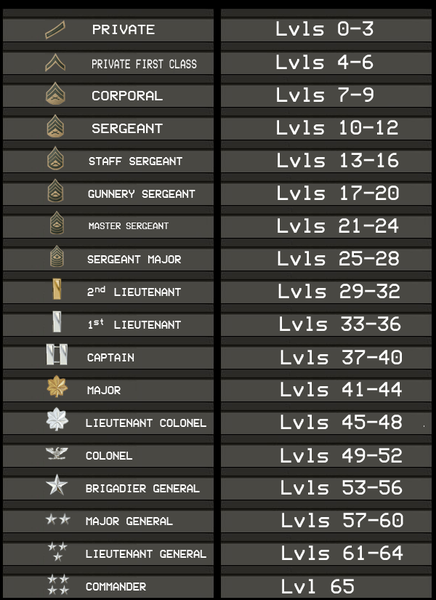 PRIVATE Lvls 0-3
PRIVATE FIRST CLASS Lvls 4-6
CORPORAL Lvls 7-9
SERGEANT Lvls 10-12
STAFF SERGEANT Lvls 13-16
GUNNERY SERGEANT Lvls 17-20
MASTER SERGEANT Lvls 21-24
SERGEANT MAJOR Lvls 25-28
2nd LIEUTENANT Lvls 29-32
1st LIEUTENANT Lvls 33-36
CAPTAIN Lvls 37-40
MAJOR Lvls 41-44
LIEUTENANT COLONEL Lvls 45-48
COLONEL Lvls 49-52
BRIGADIER GENERAL Lvls 53-56
MAJOR GENERAL Lvls 57-60
LIEUTENANT GENERAL Lvls 61-64
COMMANDER Lvl 65